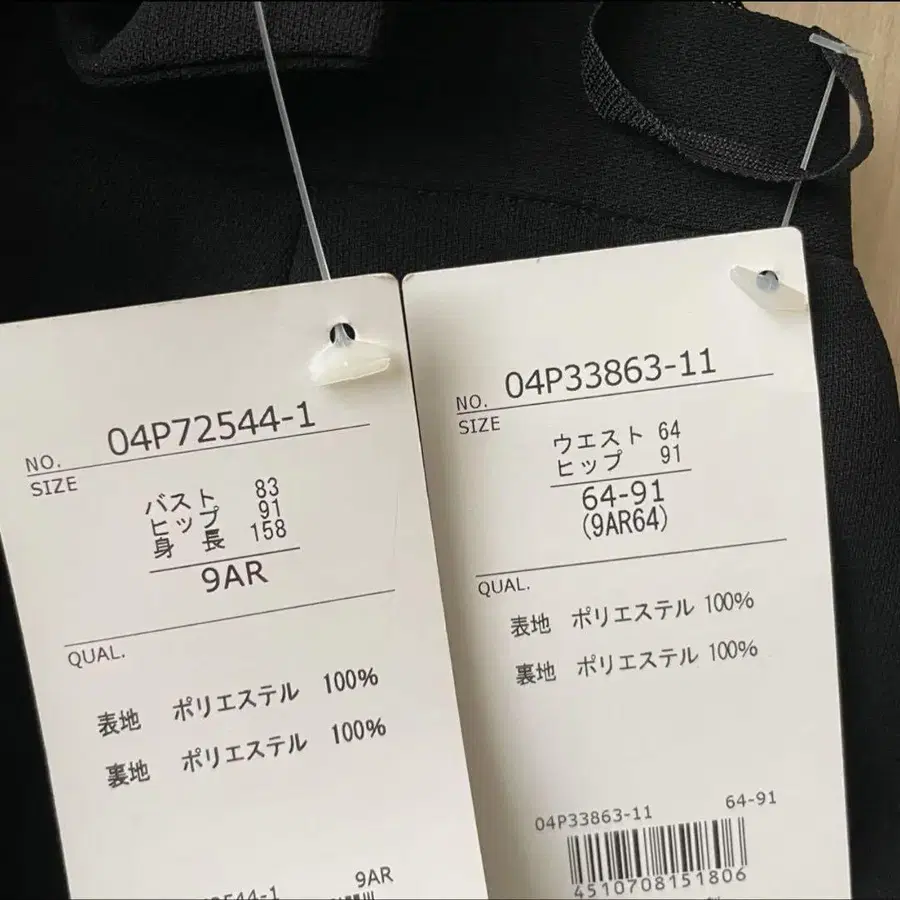 NO. 04P72544-1
SIZE
バスト 83
ヒップ 91
身 長 158
9AR
QUAL.
表地 ポリエステル 100%
裏地 ポリエステル 100%
9AR
NO. 04P33863-11
SIZE
ウエスト 64
ヒップ 91
64-91
(9AR64)
QUAL.
表地 ポリエステル 100%
裏地 ポリエステル 100%
04P33863-11 64-91
4510708151806